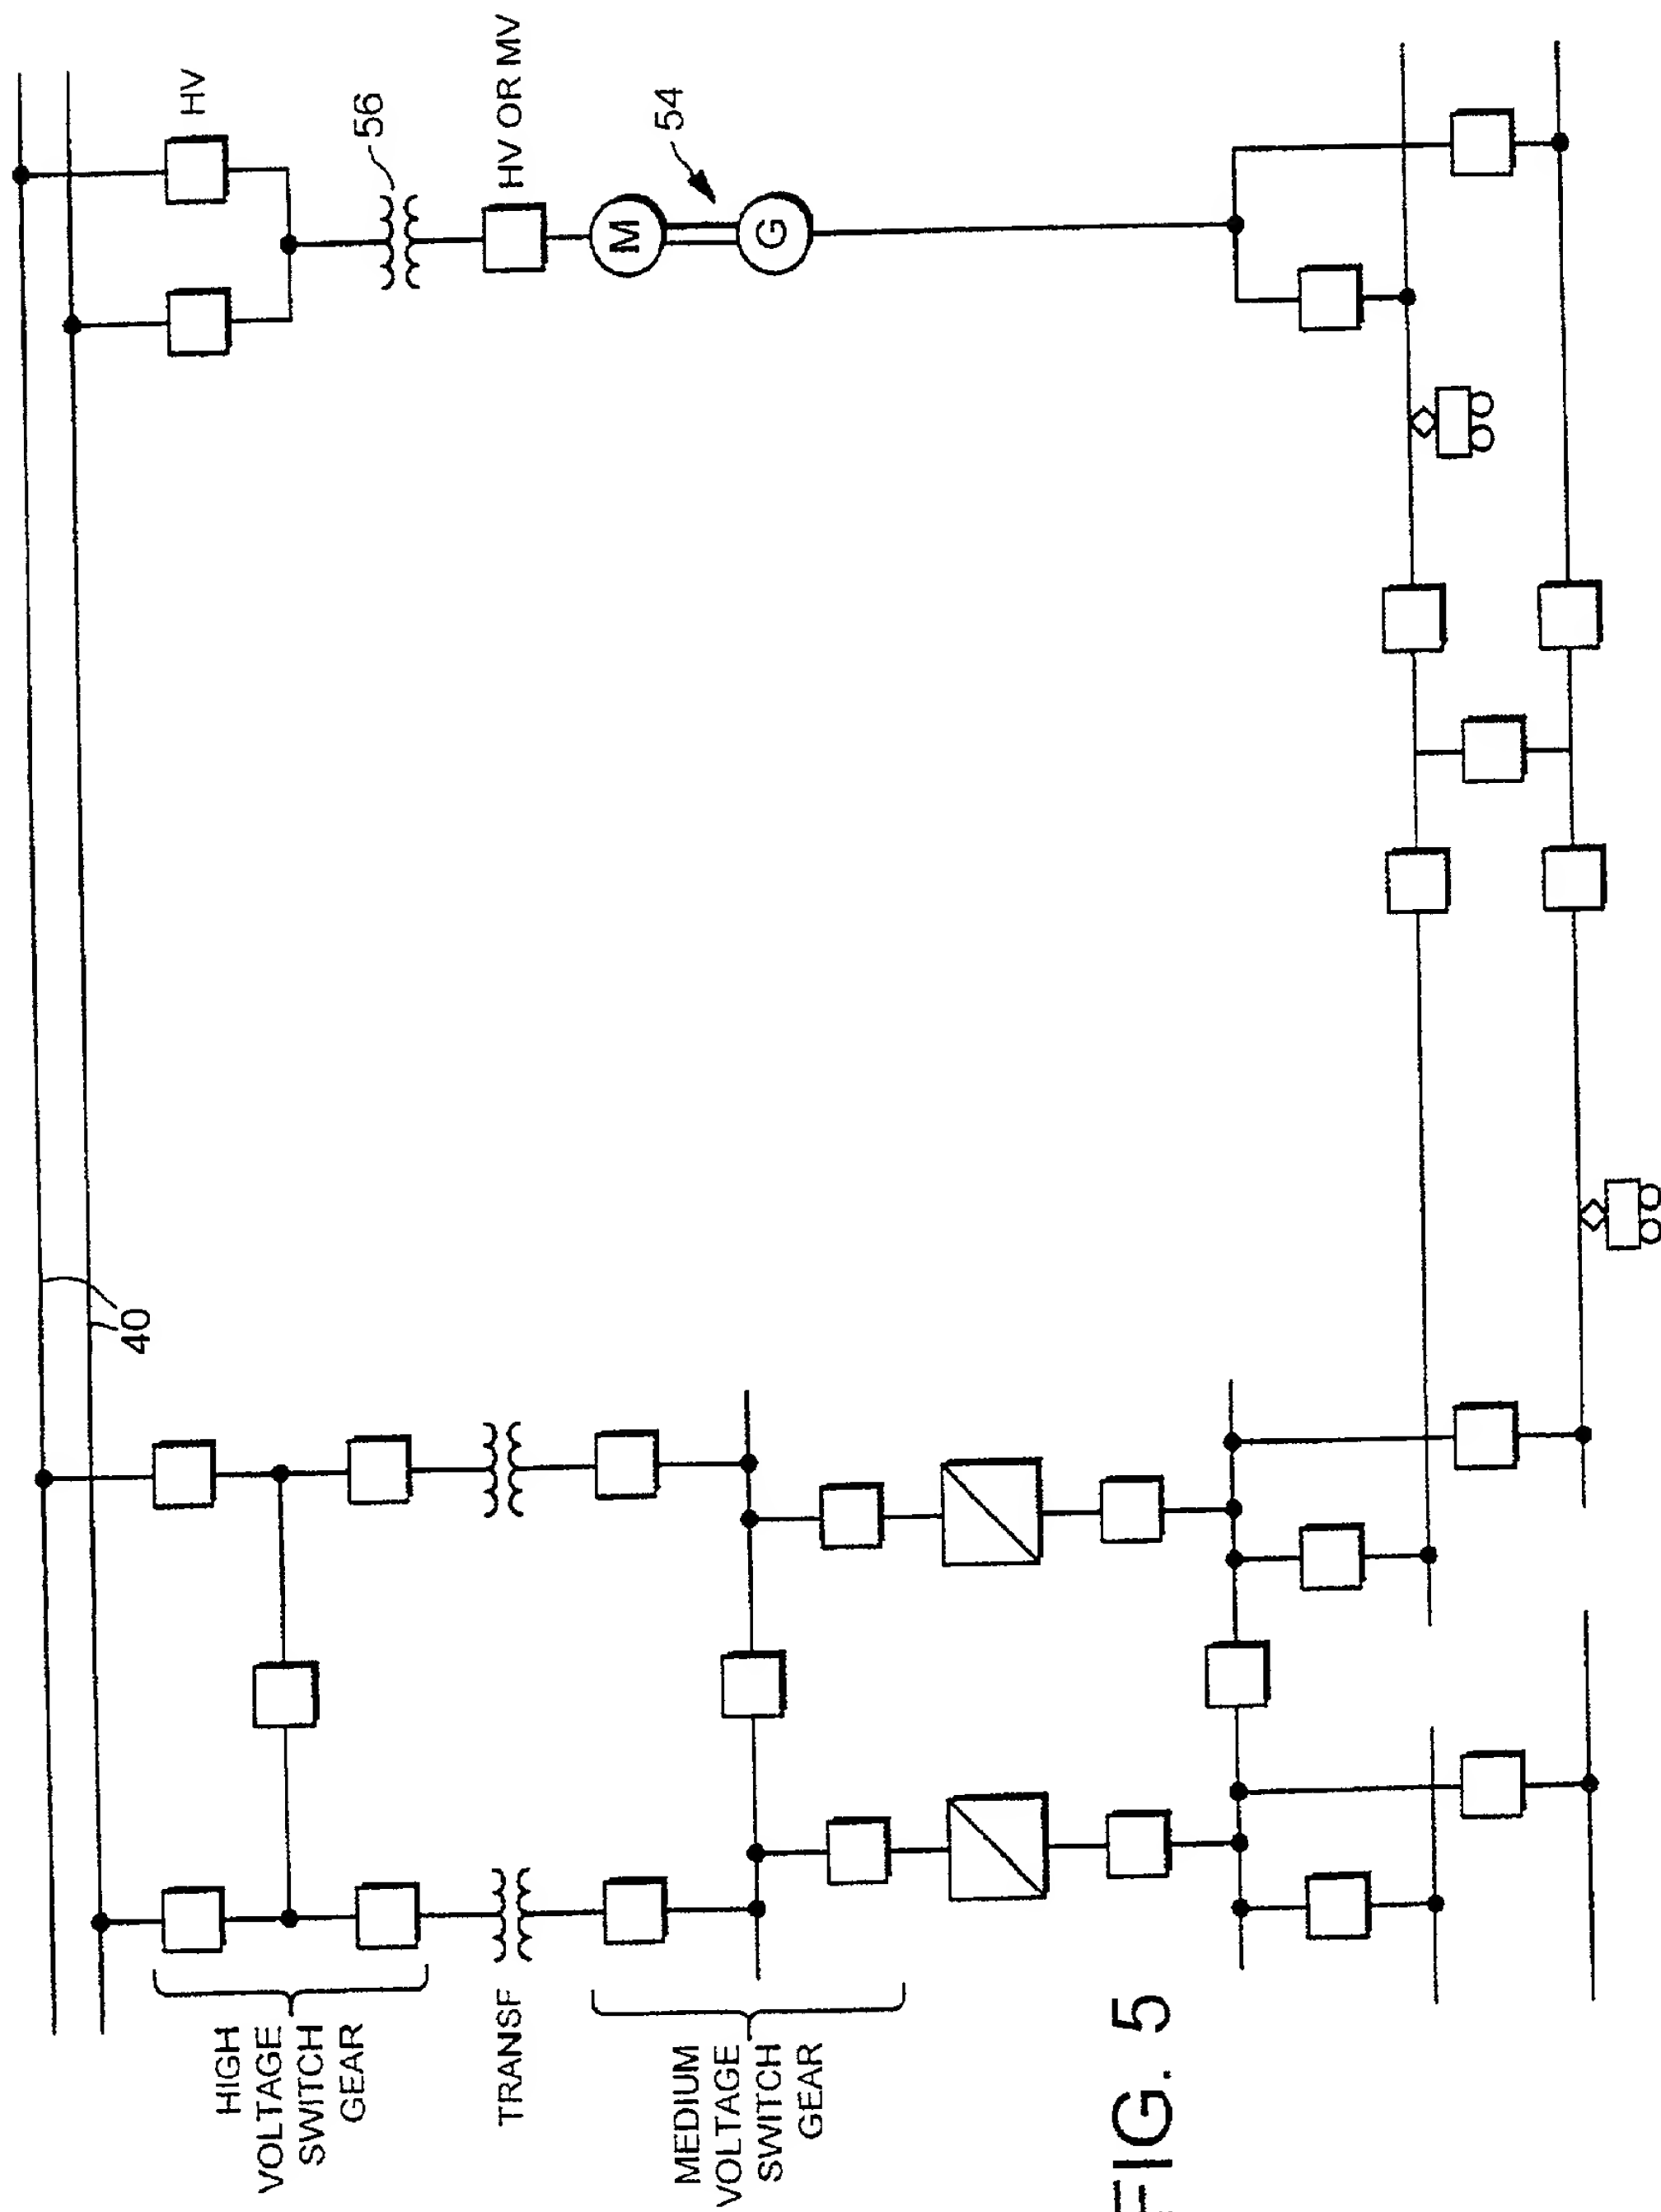 HIGH
VOLTAGE
SWITCH
GEAR
TRANSF
MEDIUM
VOLTAGE
SWITCH
GEAR
40
HV
56
HV OR MV
54
M
G
FIG. 5